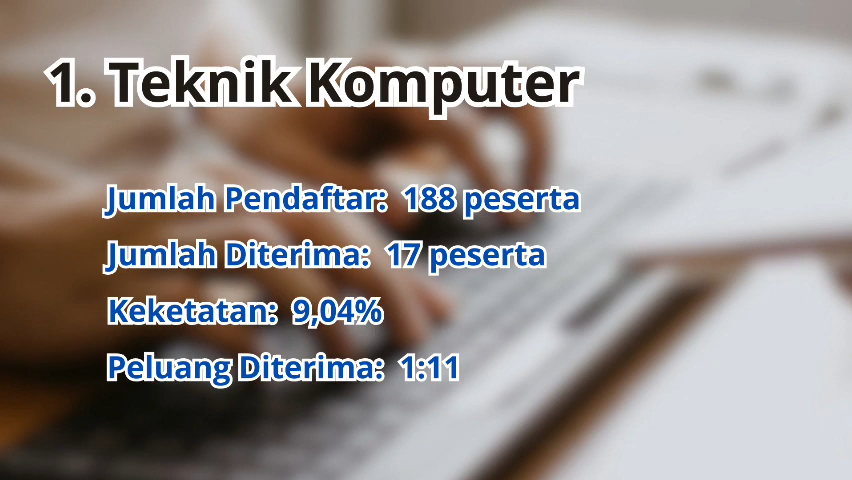 1. Teknik Komputer
Jumlah Pendaftar: 188 peserta
Jumlah Diterima: 17 peserta
Keketatan: 9,04%
Peluang Diterima: 1:11